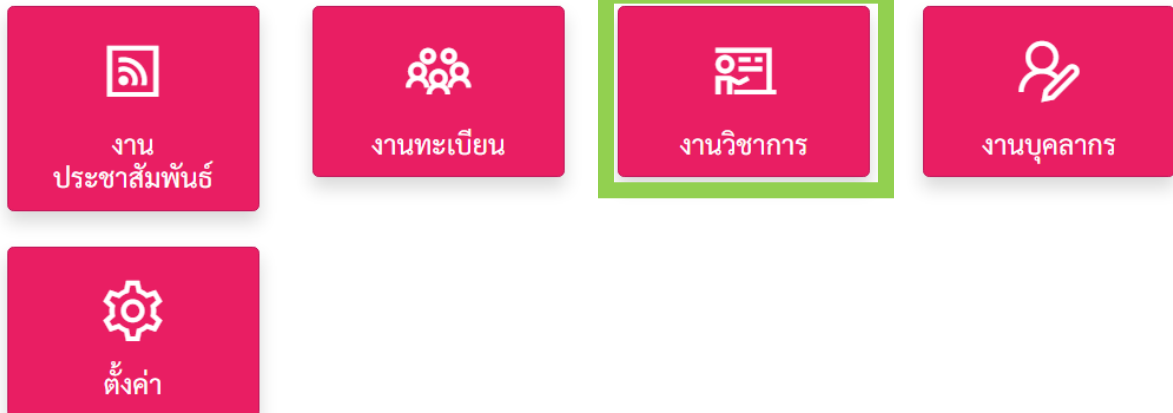 งาน
ประชาสัมพันธ์
งานทะเบียน
งานวิชาการ
งานบุคลากร
ตั้งค่า